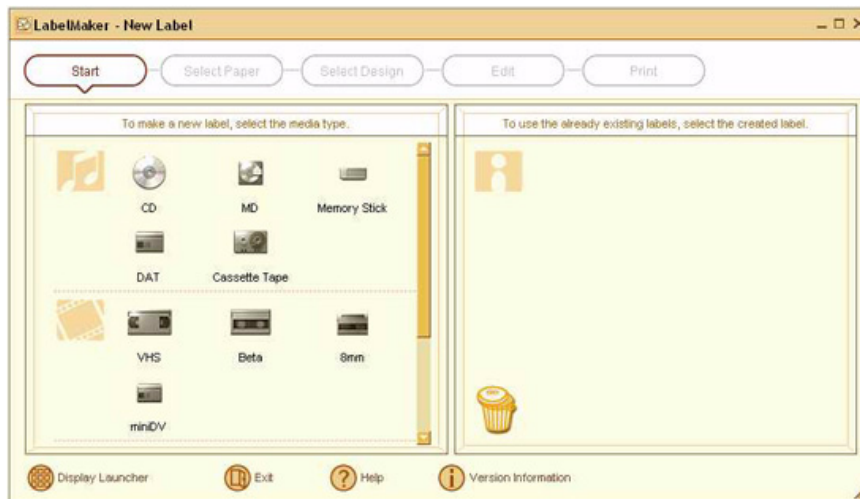 LabelMaker - New Label
Start
Select Paper
Select Design
Edit
Print
To make a new label, select the media type.
CD
MD
Memory Stick
DAT
Cassette Tape
VHS
Beta
8mm
miniDV
To use the already existing labels, select the created label.
Display Launcher
Exit
Help
Version Information